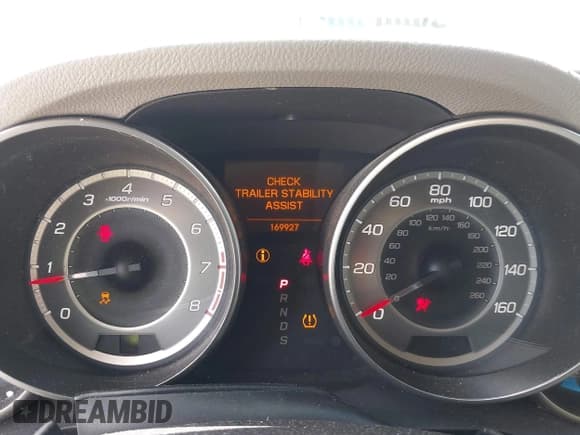 CHECK
TRAILER STABILITY
ASSIST
169927
0 1 2 3 4 5 6 7 8
×1000r/min
P
R
N
D
S
0 20 40 60 80 100 120 140 160
mph
0 20 40 60 80 100 120 140 160 180 200 220 240 260
km/h
DREAMBID